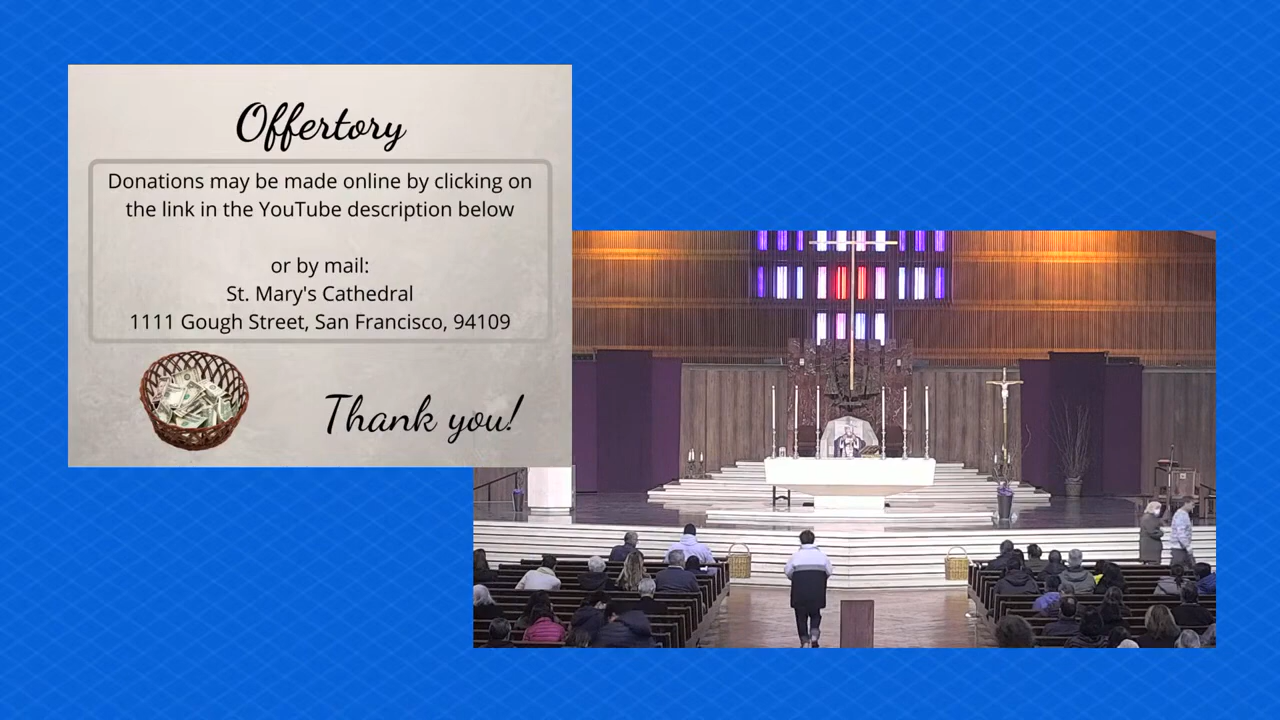 Offertory
Donations may be made online by clicking on
the link in the YouTube description below
or by mail:
St. Mary's Cathedral
1111 Gough Street, San Francisco, 94109
Thank you!